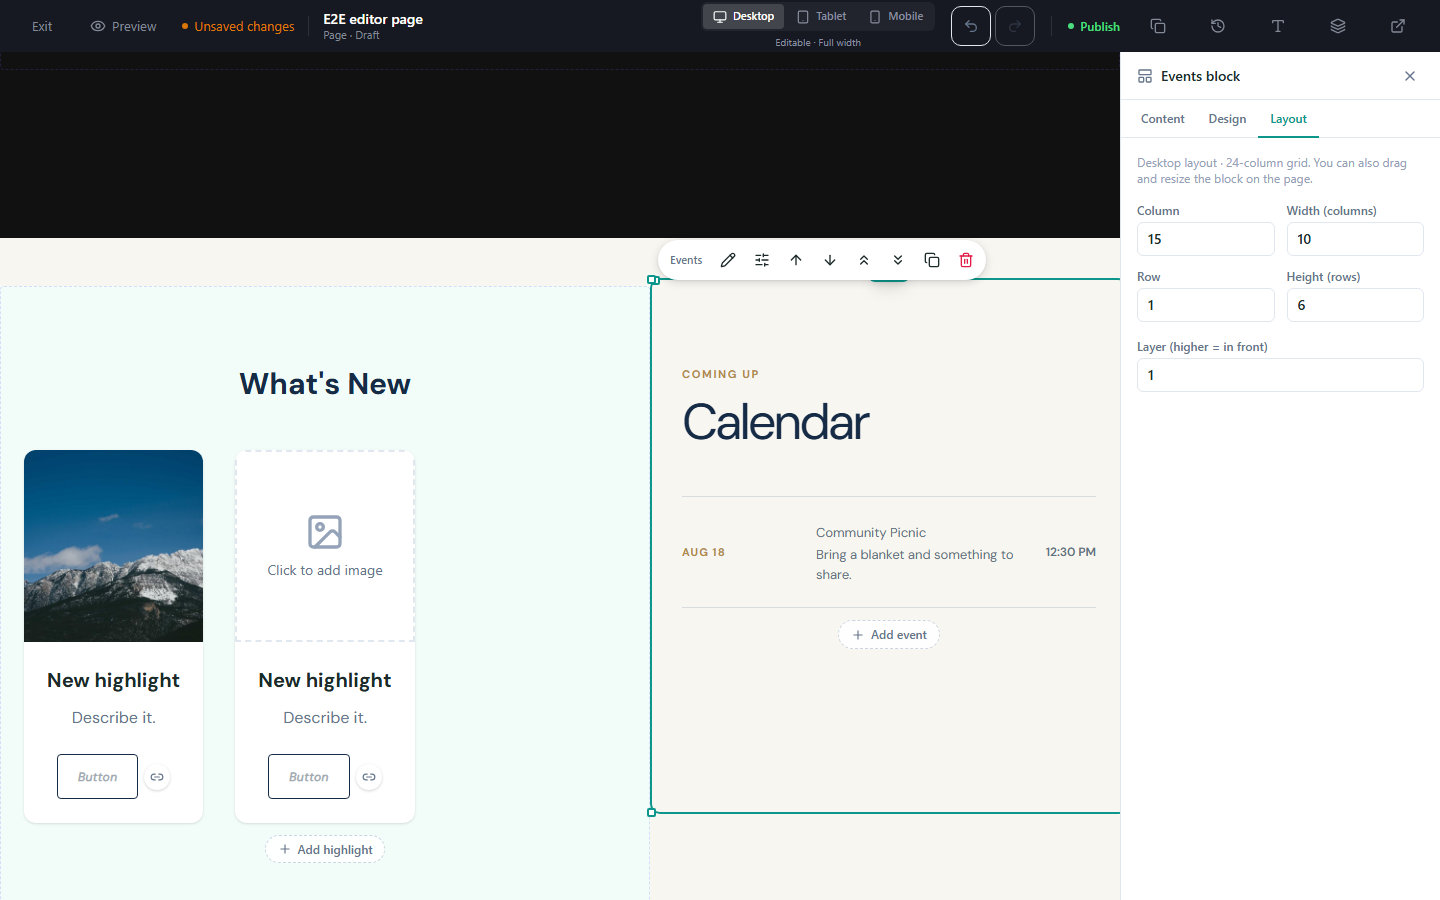 Exit
Preview
Unsaved changes
E2E editor page
Page · Draft
Desktop
Tablet
Mobile
Editable · Full width
Publish
Events block
Content
Design
Layout
Desktop layout · 24-column grid. You can also drag
and resize the block on the page.
Column
Width (columns)
15
10
Row
Height (rows)
1
6
Layer (higher = in front)
1
Events
What's New
Click to add image
New highlight
Describe it.
Button
New highlight
Describe it.
Button
Add highlight
COMING UP
Calendar
AUG 18
Community Picnic
Bring a blanket and something to
share.
12:30 PM
Add event